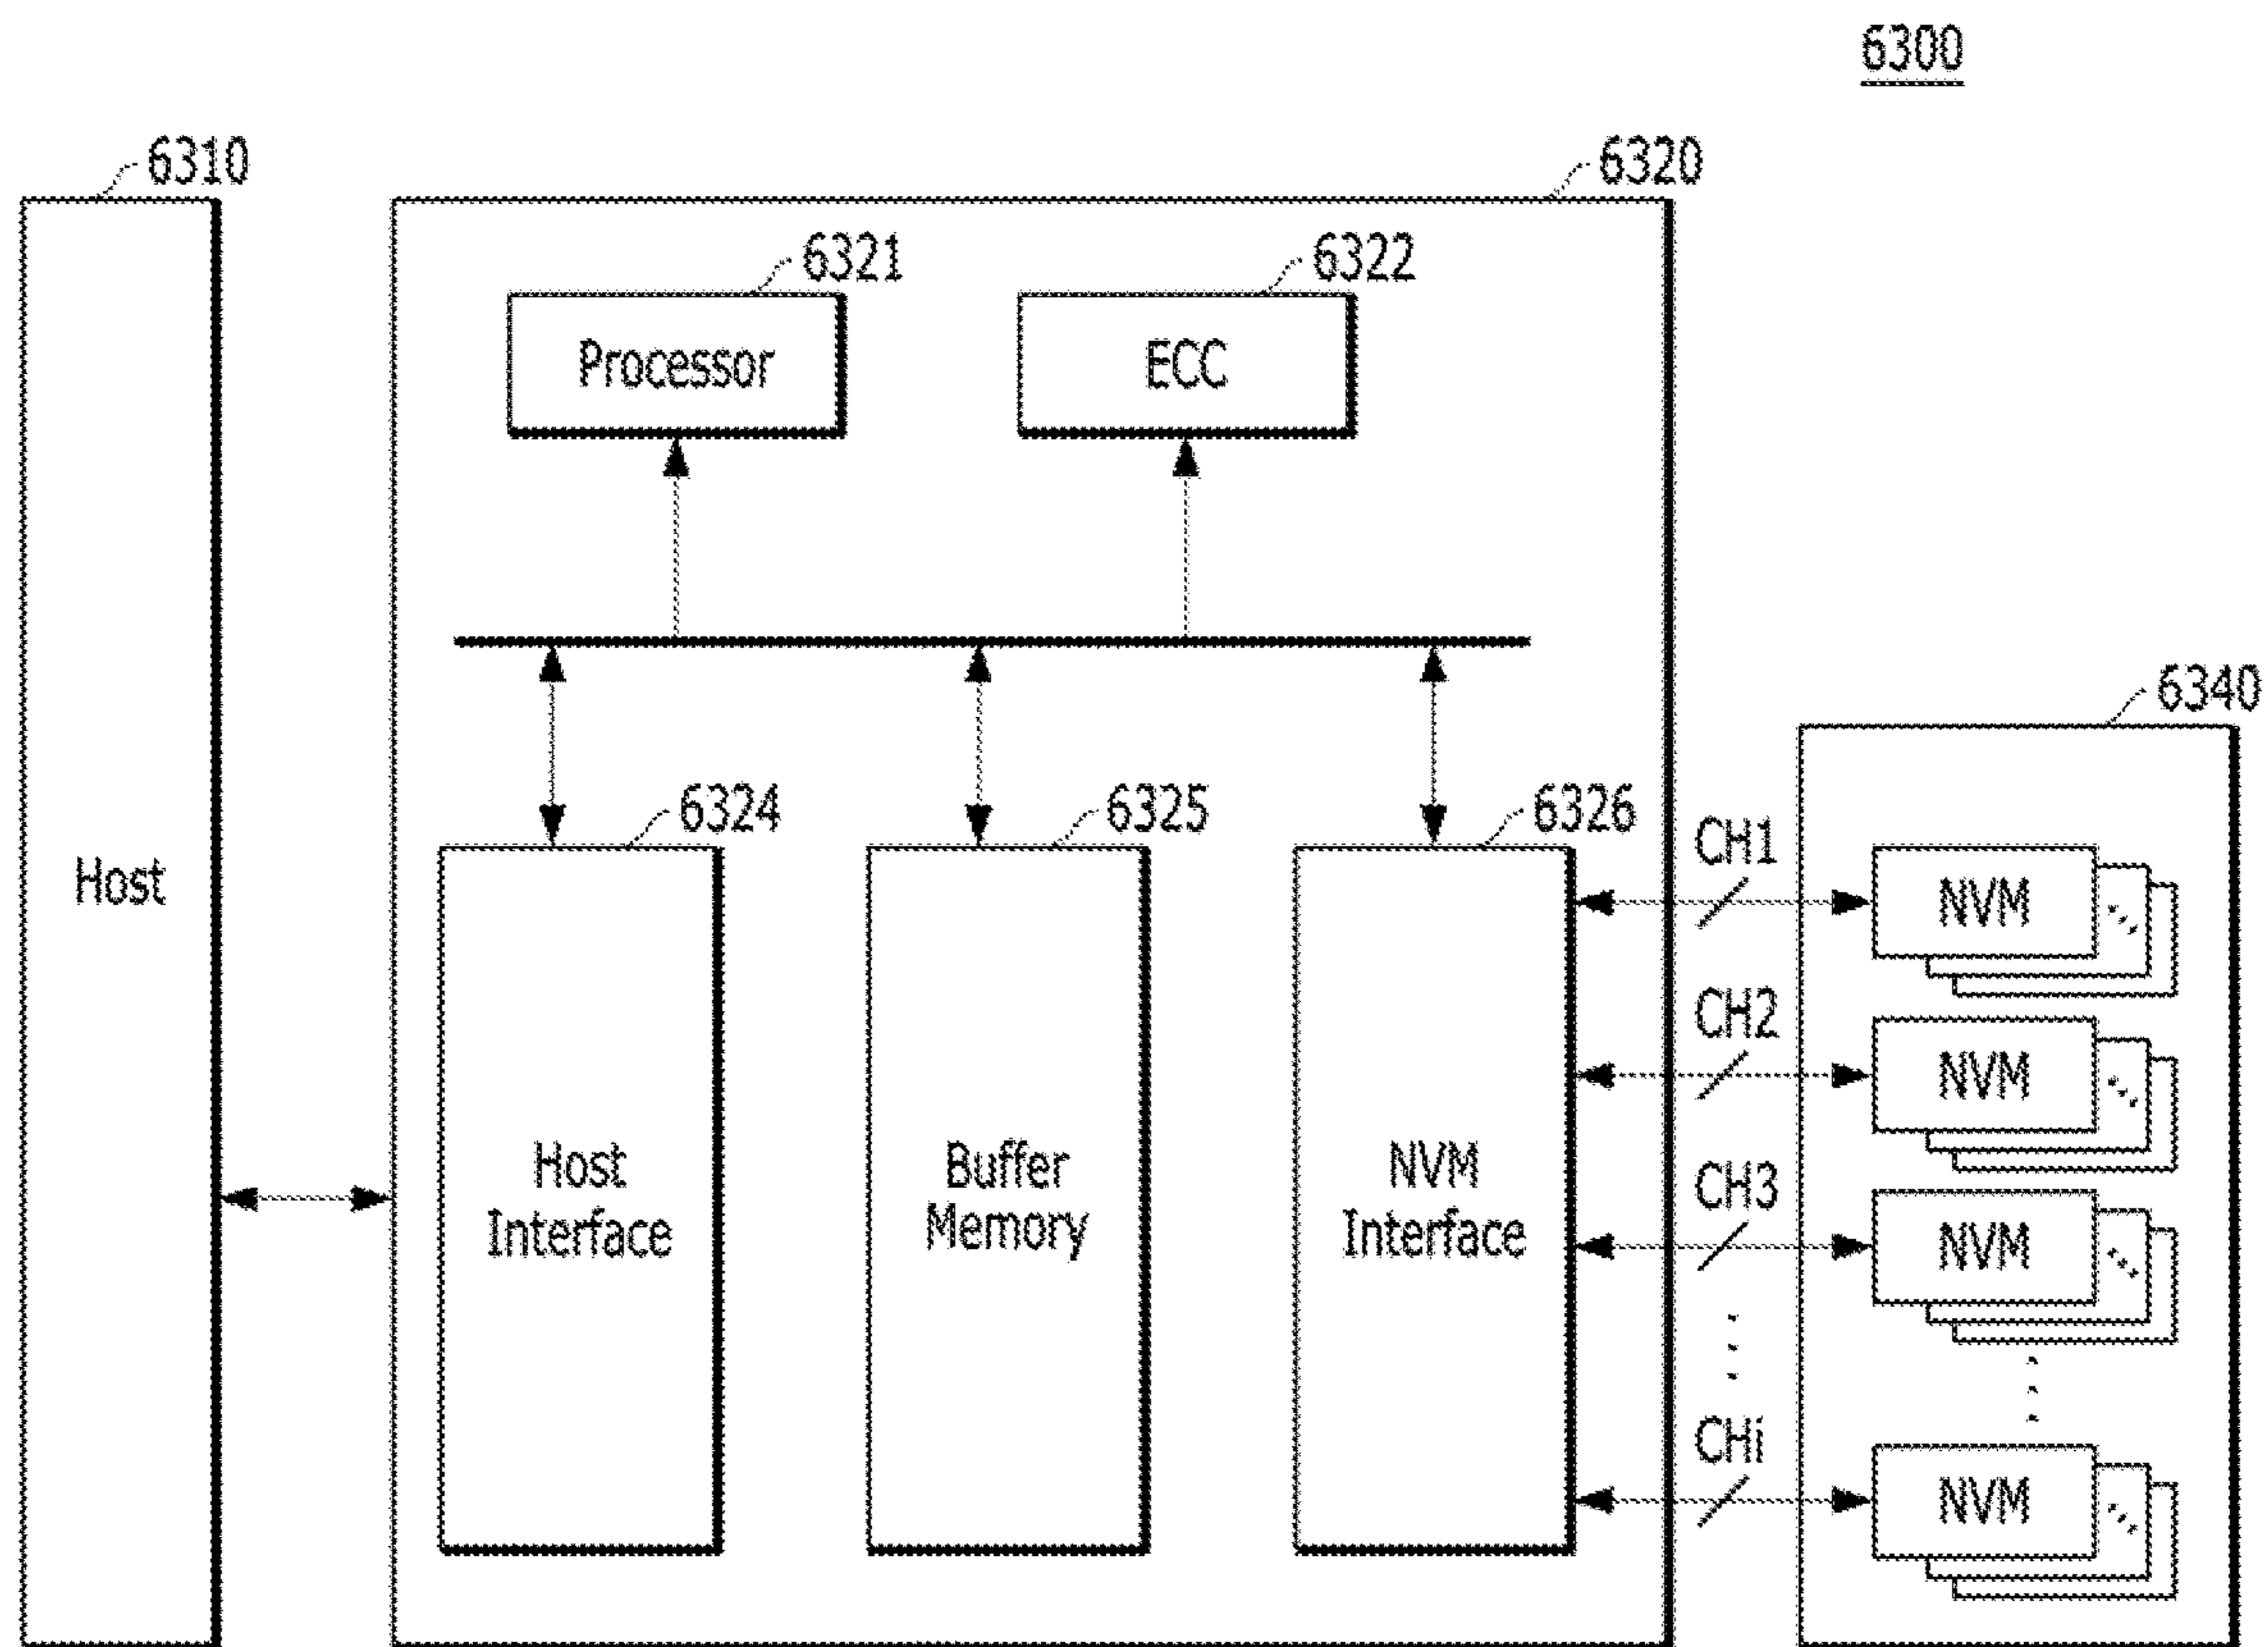 6300
6310
6320
6321
6322
Processor
ECC
6340
6324
6325
6326
CH1
Host
NVM
CH2
NVM
Host
Interface
Buffer
Memory
NVM
Interface
CH3
NVM
CHi
NVM